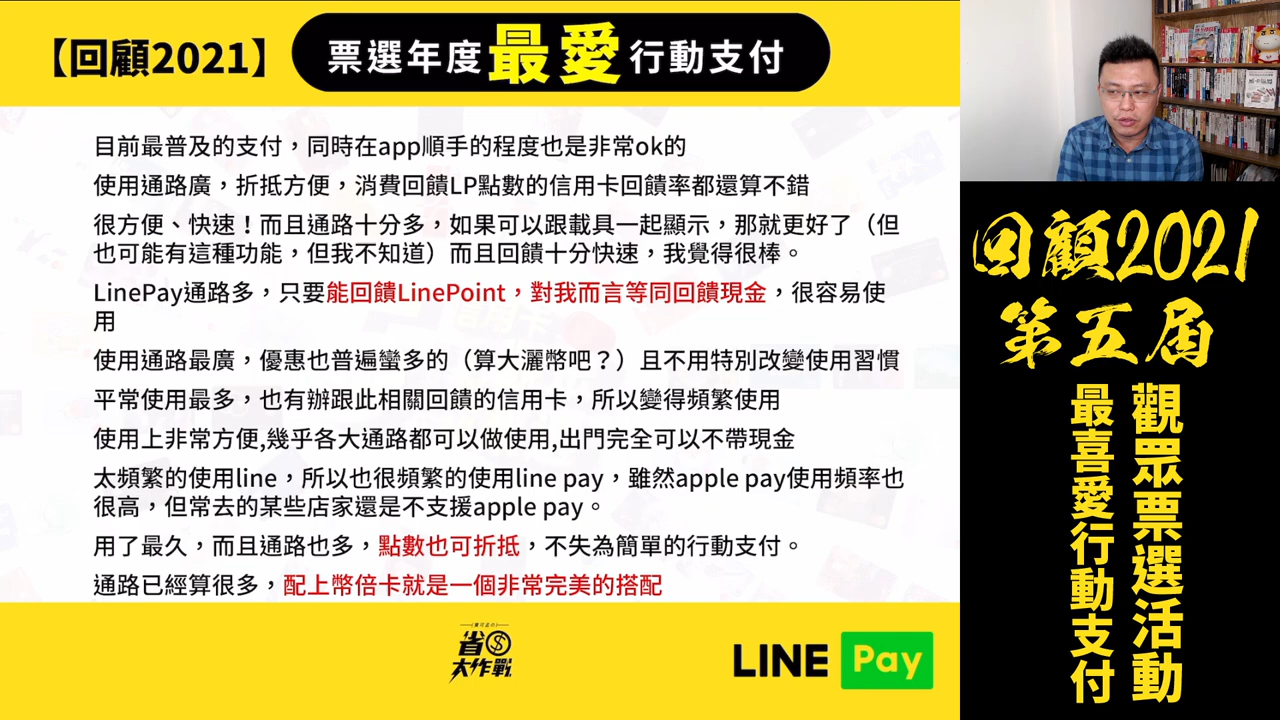 【回顧2021】
票選年度最愛行動支付
目前最普及的支付，同時在app順手的程度也是非常ok的
使用通路廣，折抵方便，消費回饋LP點數的信用卡回饋率都還算不錯
很方便、快速！而且通路十分多，如果可以跟載具一起顯示，那就更好了（但
也可能有這種功能，但我不知道）而且回饋十分快速，我覺得很棒。
LinePay通路多，只要能回饋LinePoint，對我而言等同回饋現金，很容易使
用
使用通路最廣，優惠也普遍蠻多的（算大灑幣吧？）且不用特別改變使用習慣
平常使用最多，也有辦跟此相關回饋的信用卡，所以變得頻繁使用
使用上非常方便,幾乎各大通路都可以做使用,出門完全可以不帶現金
太頻繁的使用line，所以也很頻繁的使用line pay，雖然apple pay使用頻率也
很高，但常去的某些店家還是不支援apple pay。
用了最久，而且通路也多，點數也可折抵，不失為簡單的行動支付。
通路已經算很多，配上幣倍卡就是一個非常完美的搭配
省
大作戰
LINE Pay
回顧2021
第五屆
觀眾票選活動
最喜愛行動支付